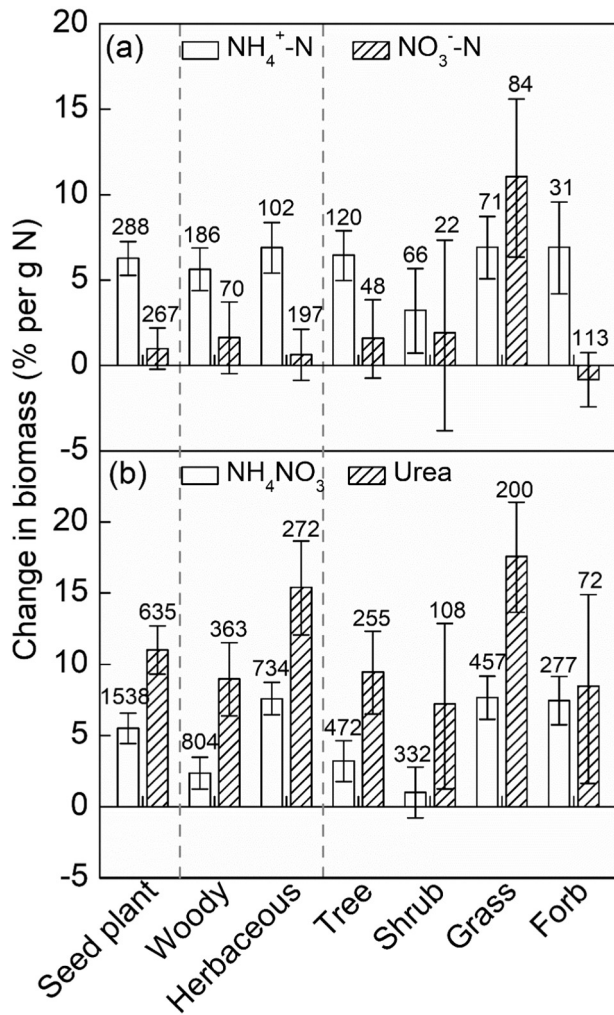 Change in biomass (% per g N)
20
15
10
5
0
-5
(a)
NH₄⁺-N
NO₃⁻-N
288
267
186
70
102
197
120
48
66
22
71
84
31
113
20
15
10
5
0
-5
(b)
NH₄NO₃
Urea
1538
635
804
363
734
272
472
255
332
108
457
200
277
72
Seed plant
Woody
Herbaceous
Tree
Shrub
Grass
Forb